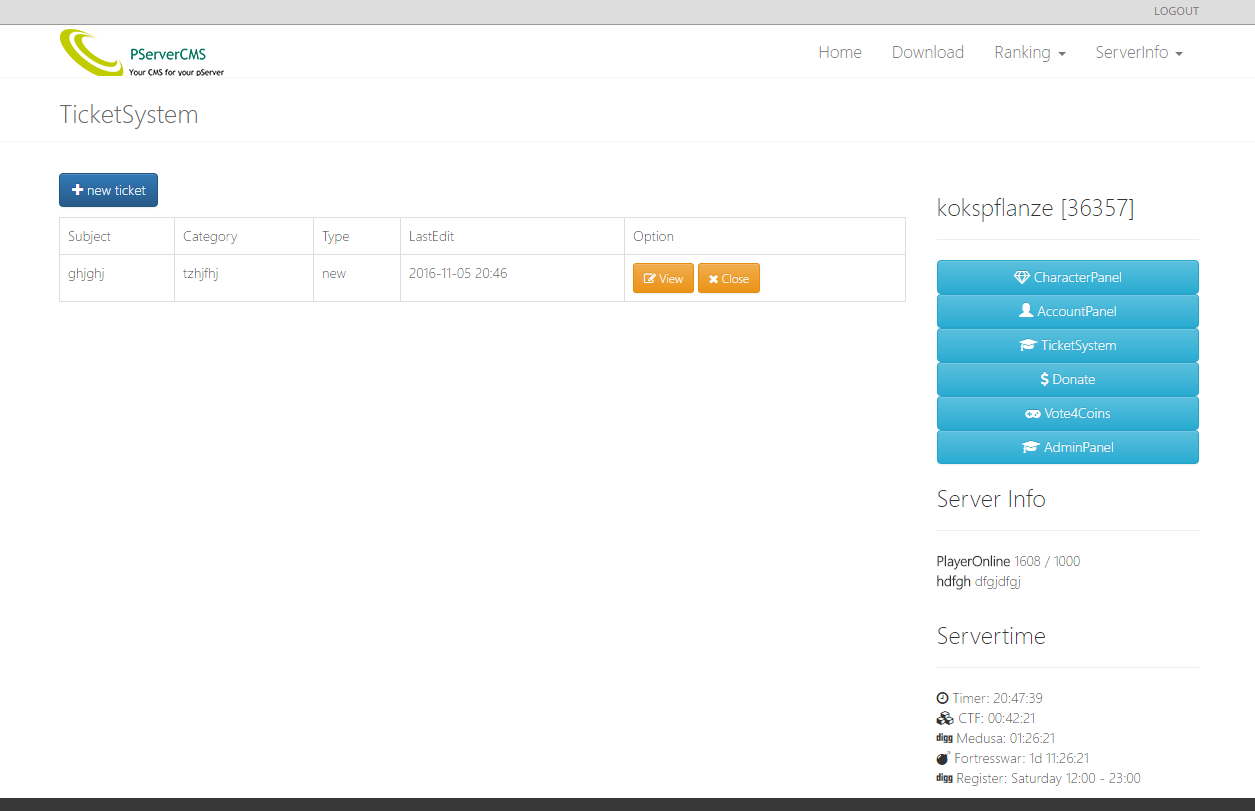 LOGOUT
PServerCMS
Your CMS for your pServer
Home Download Ranking ServerInfo
TicketSystem
new ticket
Subject Category Type LastEdit Option
ghjghj tzhjfhj new 2016-11-05 20:46 View Close
kokspflanze [36357]
CharacterPanel
AccountPanel
TicketSystem
$ Donate
Vote4Coins
AdminPanel
Server Info
PlayerOnline 1608 / 1000
hdfgh dfgjdfgj
Servertime
Timer: 20:47:39
CTF: 00:42:21
digg Medusa: 01:26:21
Fortresswar: 1d 11:26:21
digg Register: Saturday 12:00 - 23:00